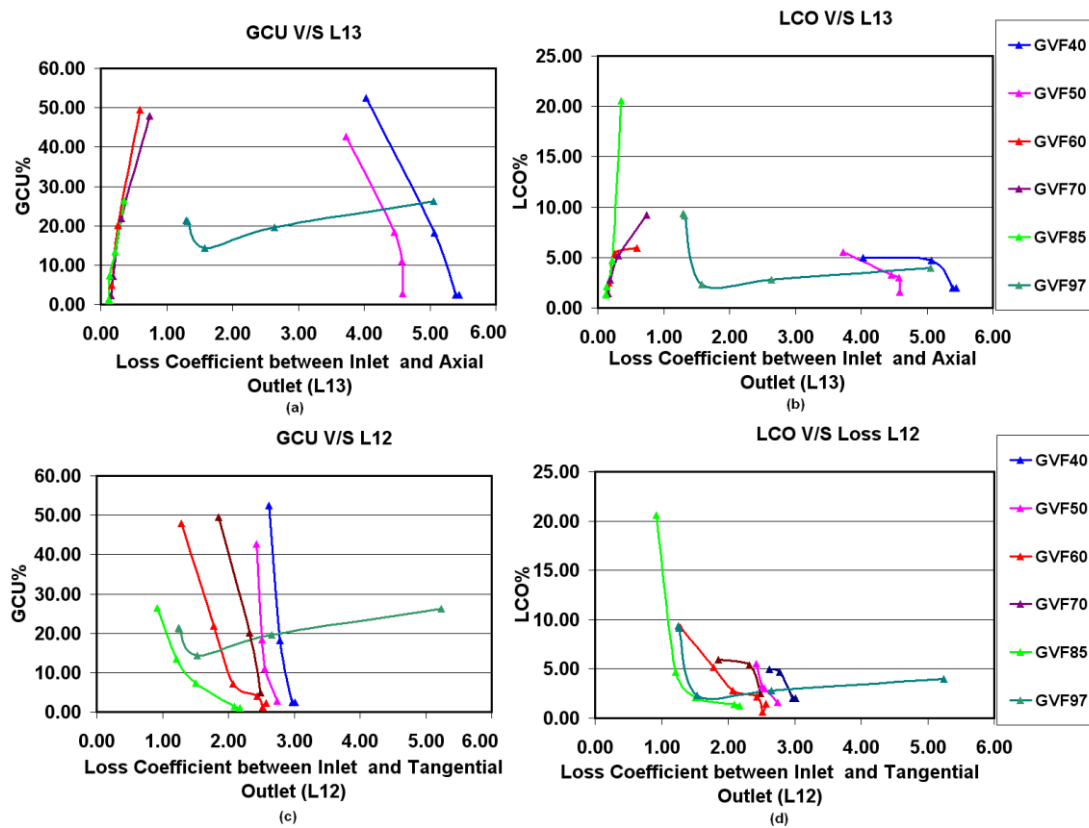 GCU V/S L13
60.00
50.00
40.00
30.00
20.00
10.00
0.00
GCU%
0.00 1.00 2.00 3.00 4.00 5.00 6.00
Loss Coefficient between Inlet and Axial
Outlet (L13)
(a)
LCO V/S L13
25.00
20.00
15.00
10.00
5.00
0.00
LCO%
0.00 1.00 2.00 3.00 4.00 5.00 6.00
Loss Coefficient between Inlet and Axial
Outlet (L13)
(b)
GVF40
GVF50
GVF60
GVF70
GVF85
GVF97
GCU V/S L12
60.00
50.00
40.00
30.00
20.00
10.00
0.00
GCU%
0.00 1.00 2.00 3.00 4.00 5.00 6.00
Loss Coefficient between Inlet and Tangential
Outlet (L12)
(c)
LCO V/S Loss L12
25.00
20.00
15.00
10.00
5.00
0.00
LCO%
0.00 1.00 2.00 3.00 4.00 5.00 6.00
Loss Coefficient between Inlet and Tangential
Outlet (L12)
(d)
GVF40
GVF50
GVF60
GVF70
GVF85
GVF97